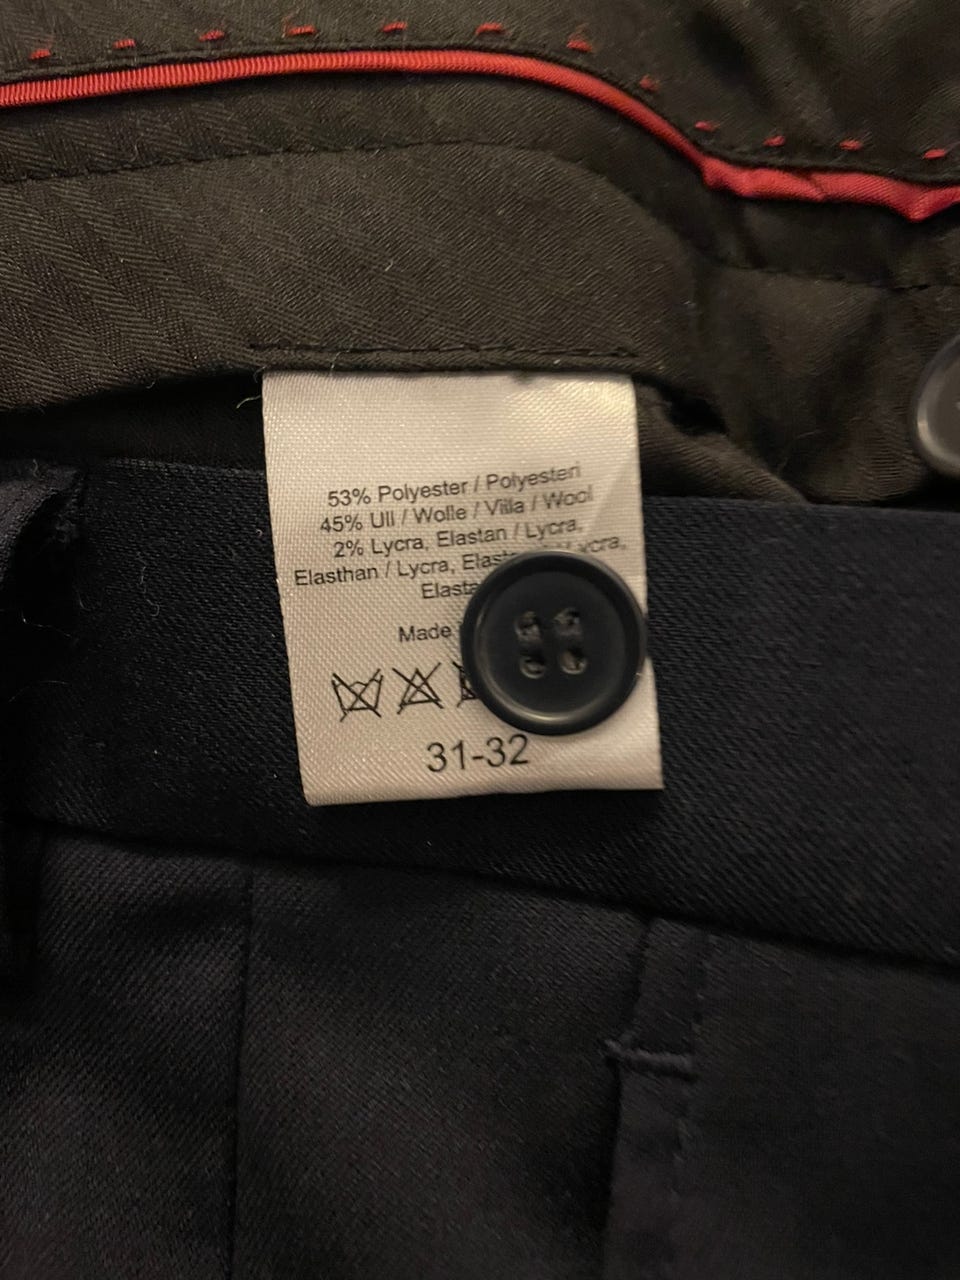 53% Polyester / Polyesteri
45% Ull / Wolle / Villa / Wool
2% Lycra, Elastan / Lycra,
Elasthan / Lycra,
Made
31-32